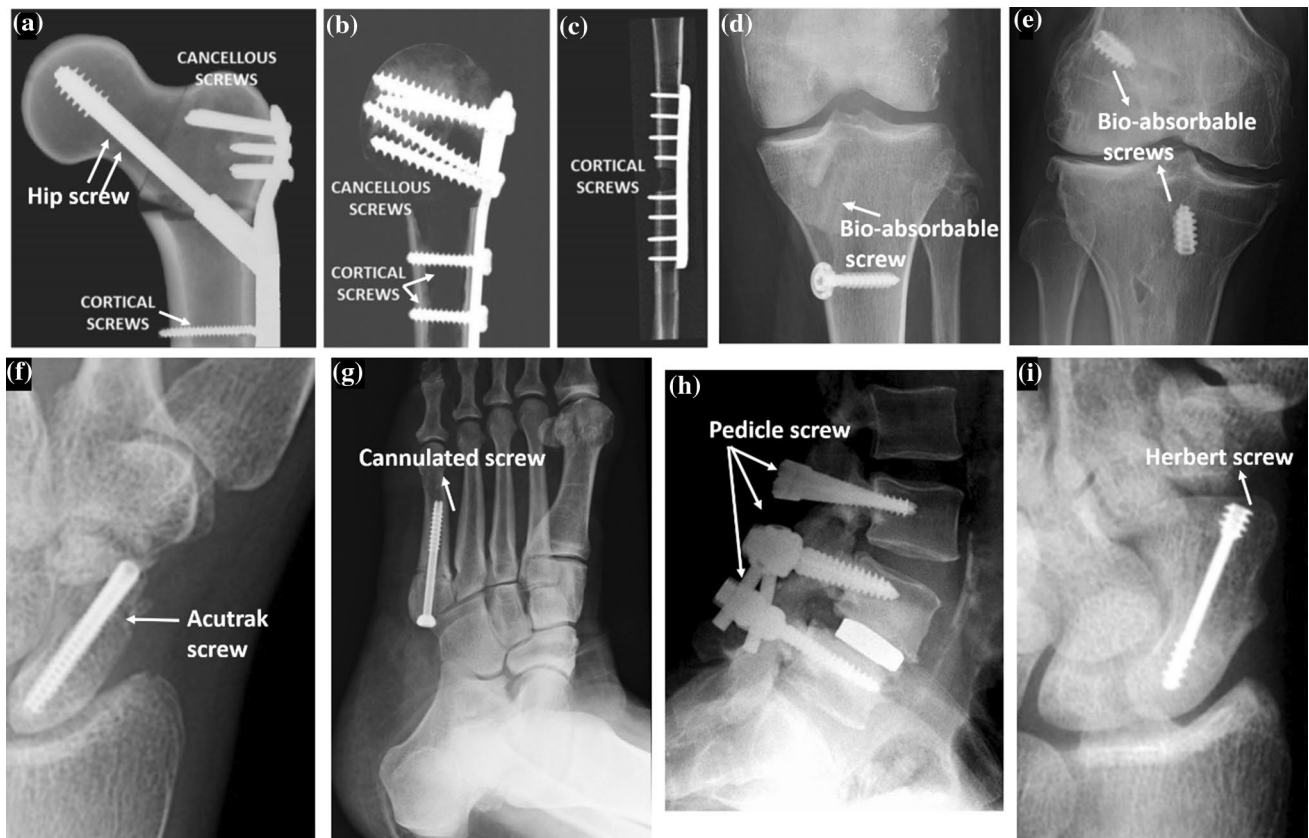 (a)
CANCELLOUS
SCREWS
Hip screw
CORTICAL
SCREWS
(b)
CANCELLOUS
SCREWS
CORTICAL
SCREWS
(c)
CORTICAL
SCREWS
(d)
Bio-absorbable
screw
(e)
Bio-absorbable
screws
(f)
Acutrak
screw
(g)
Cannulated screw
(h)
Pedicle screw
(i)
Herbert screw